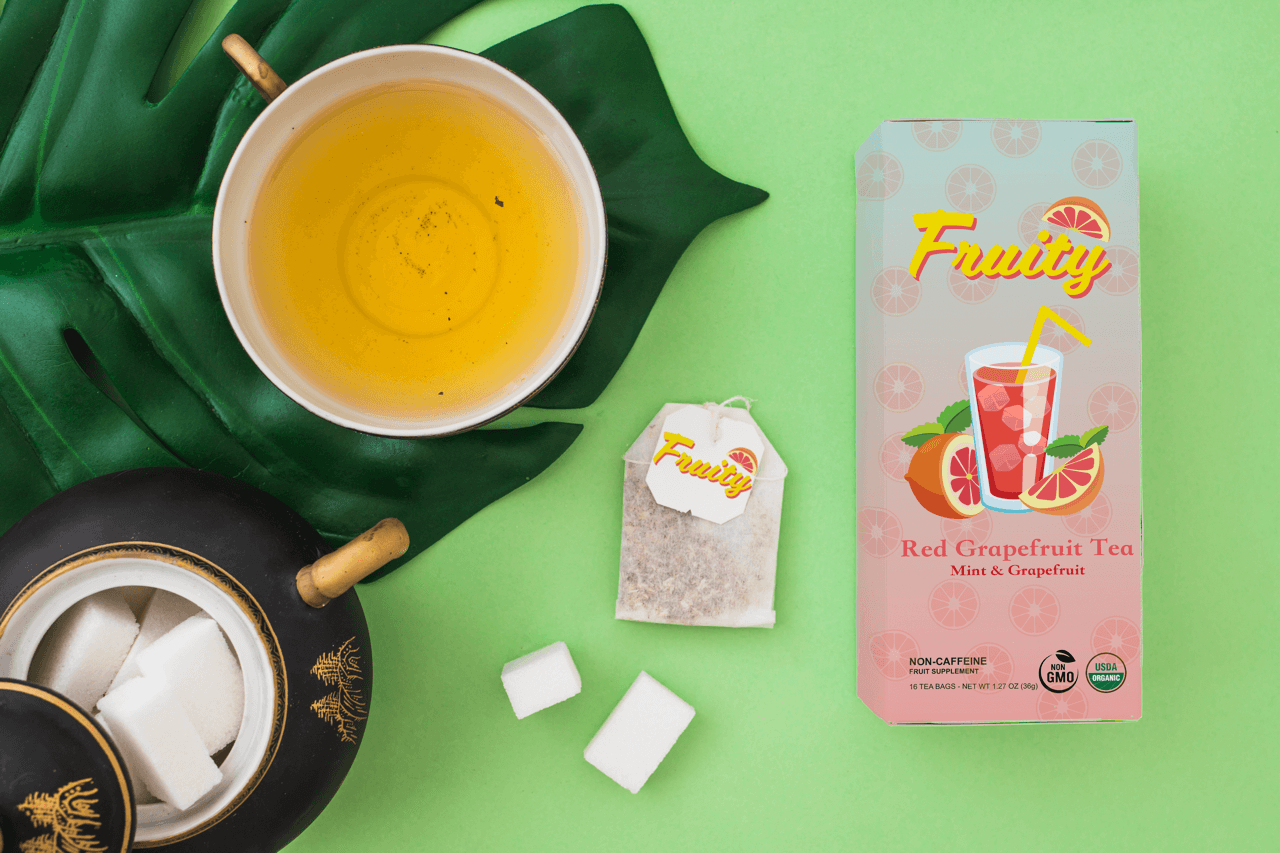 Fruity
Fruity
Red Grapefruit Tea
Mint & Grapefruit
NON-CAFFEINE
FRUIT SUPPLEMENT
16 TEA BAGS - NET WT 1.27 OZ (36g)
NON
GMO
USDA
ORGANIC